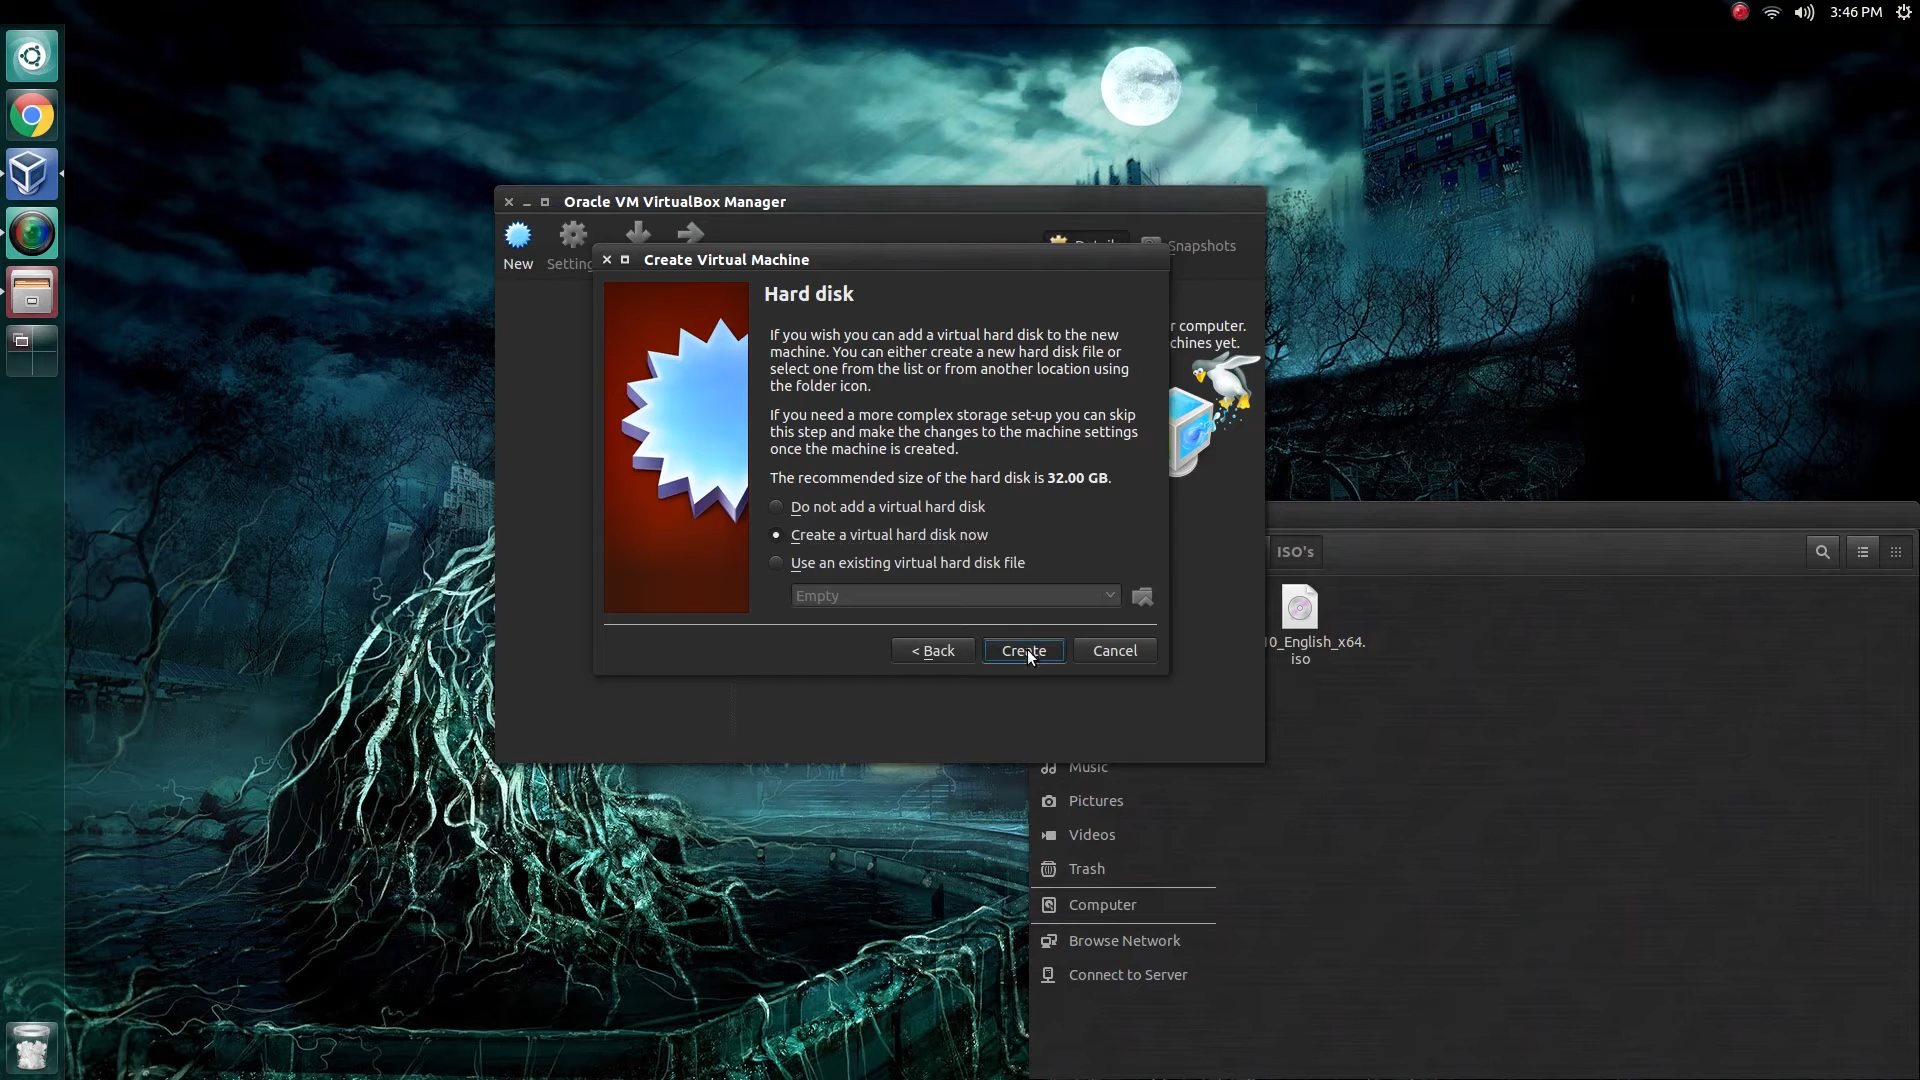 3:46 PM
Oracle VM VirtualBox Manager
New
Snapshots
Create Virtual Machine
Hard disk
If you wish you can add a virtual hard disk to the new
machine. You can either create a new hard disk file or
select one from the list or from another location using
the folder icon.
If you need a more complex storage set-up you can skip
this step and make the changes to the machine settings
once the machine is created.
The recommended size of the hard disk is 32.00 GB.
Do not add a virtual hard disk
Create a virtual hard disk now
Use an existing virtual hard disk file
Empty
< Back
Create
Cancel
r computer.
chines yet.
ISO's
0_English_x64.
iso
Music
Pictures
Videos
Trash
Computer
Browse Network
Connect to Server